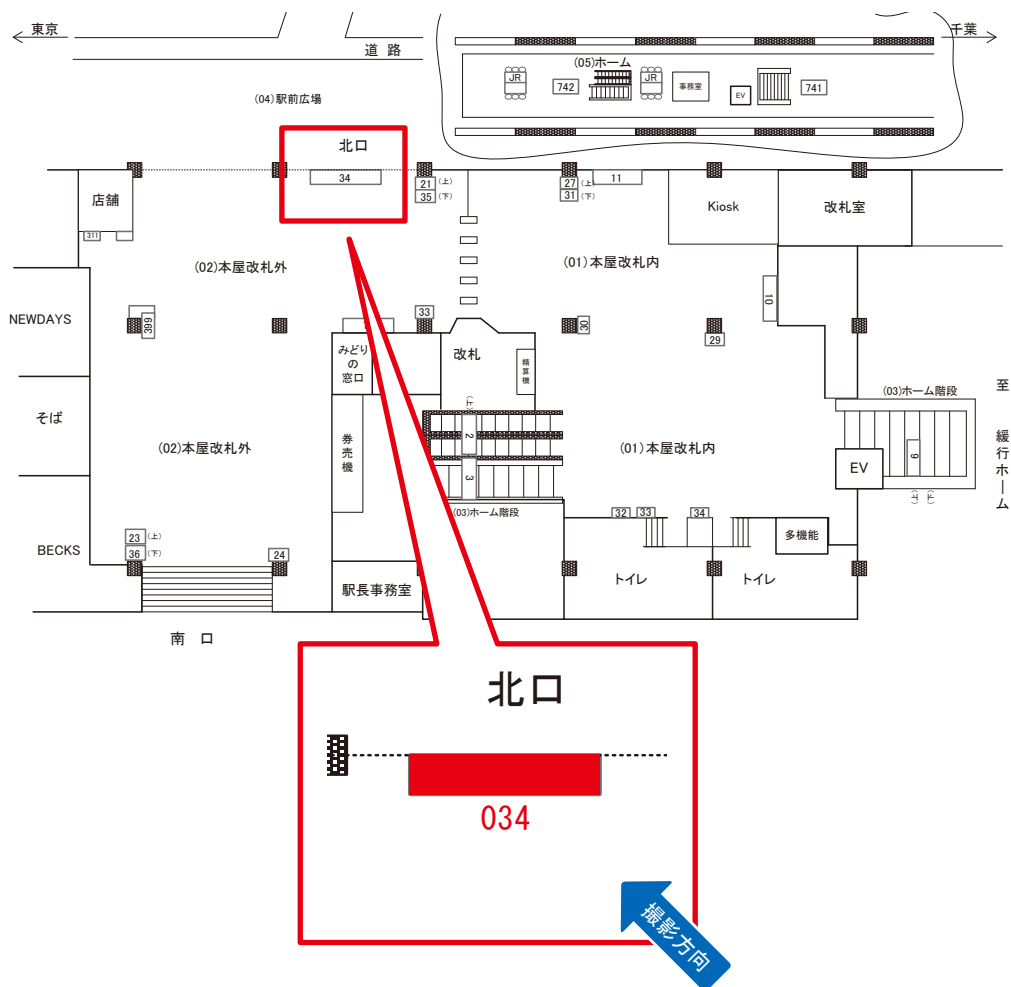 東京
千葉
道 路
(05)ホーム
JR
JR
742
事務室
EV
741
(04)駅前広場
北口
34
21 (上)
35 (下)
27 (上)
31 (下)
11
店舗
311
Kiosk
改札室
(02)本屋改札外
(01)本屋改札内
10
NEWDAYS
399
33
30
29
みどり
の
窓口
改札
精算機
(03)ホーム階段
至 緩行ホーム
そば
(上)
2
3
(02)本屋改札外
券売機
(01)本屋改札内
EV
9
(上)
(下)
(03)ホーム階段
32
33
34
多機能
BECKS
23 (上)
36 (下)
24
駅長事務室
トイレ
トイレ
南 口
北口
034
撮影方向